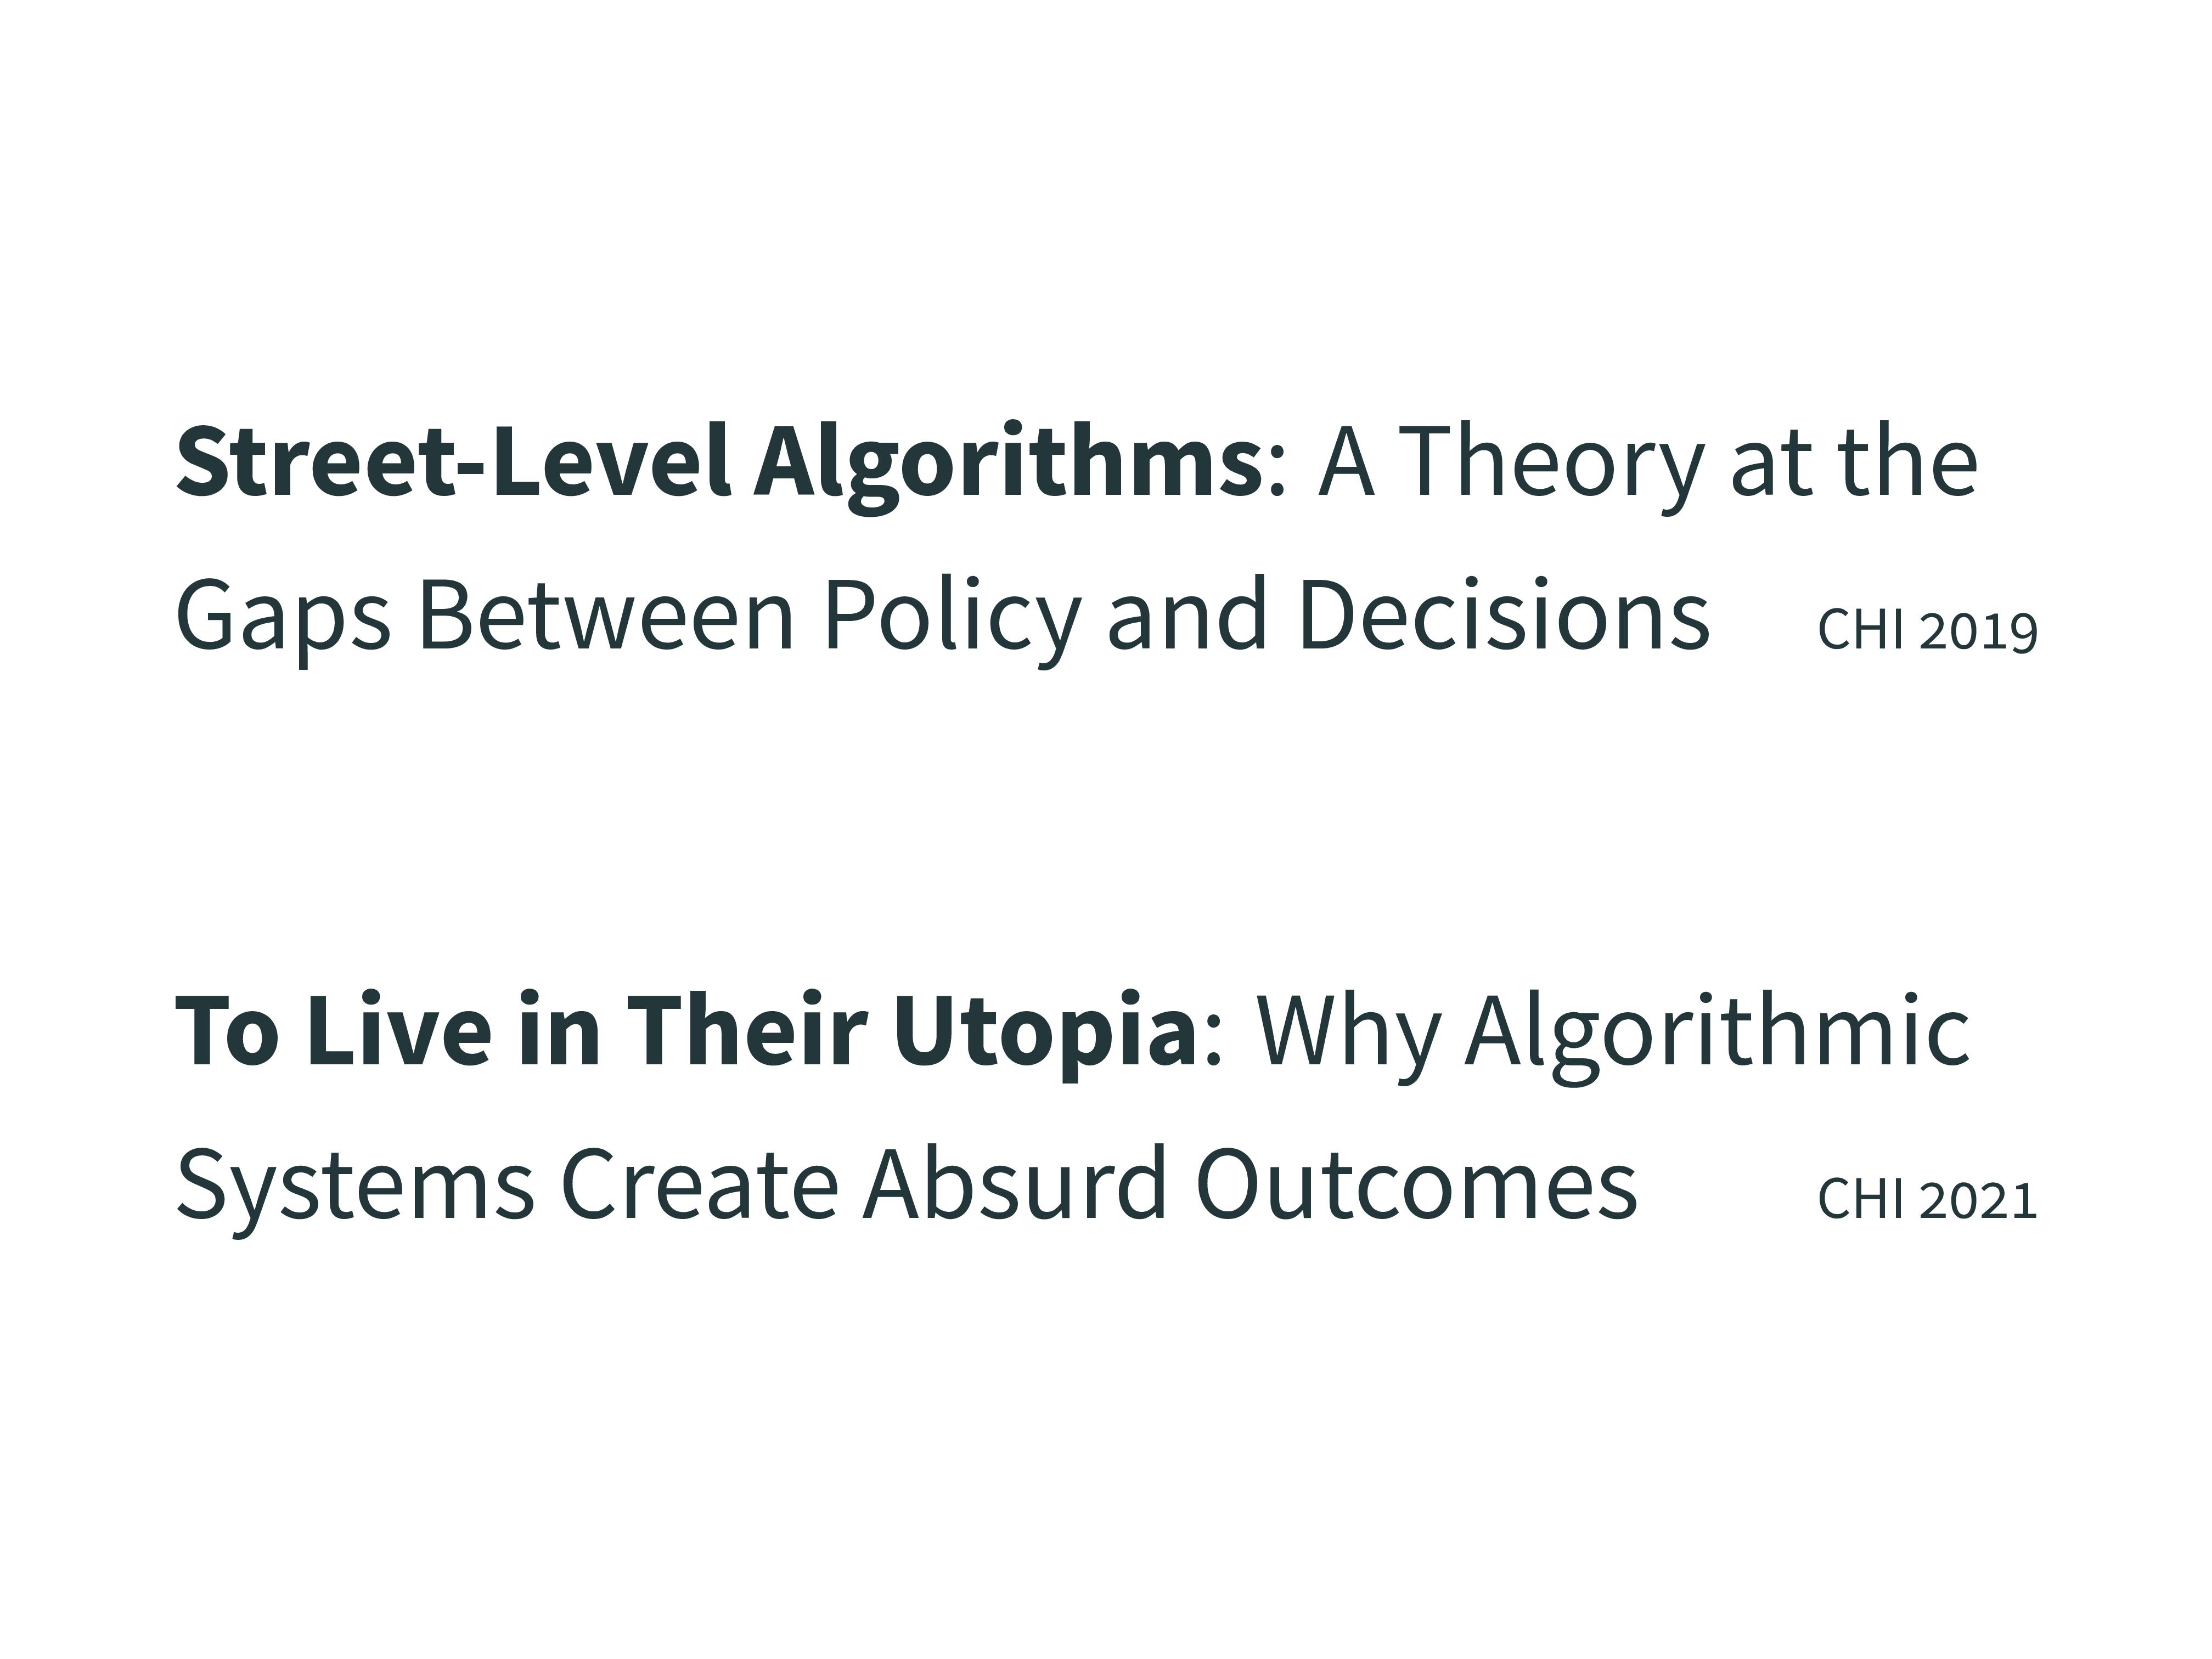 Street-Level Algorithms: A Theory at the
Gaps Between Policy and Decisions CHI 2019
To Live in Their Utopia: Why Algorithmic
Systems Create Absurd Outcomes CHI 2021